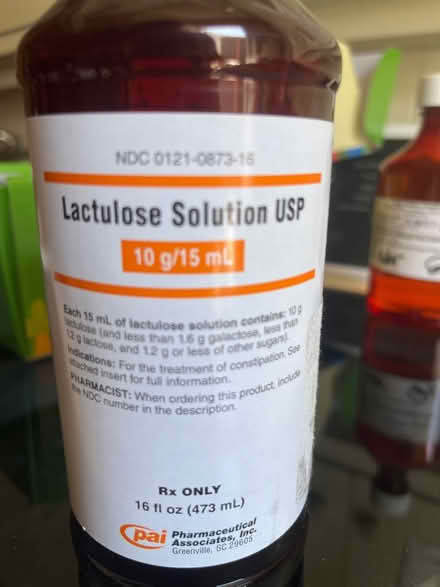 NDC 0121-0873-16
Lactulose Solution USP
10 g/15 mL
Each 15 mL of lactulose solution contains: 10 g
lactulose (and less than 1.6 g galactose, less than
1.2 g lactose, and 1.2 g or less of other sugars).
Indications: For the treatment of constipation. See
attached insert for full information.
PHARMACIST: When ordering this product, include
the NDC number in the description.
Rx ONLY
16 fl oz (473 mL)
pai Pharmaceutical
Associates, Inc.
Greenville, SC 29605